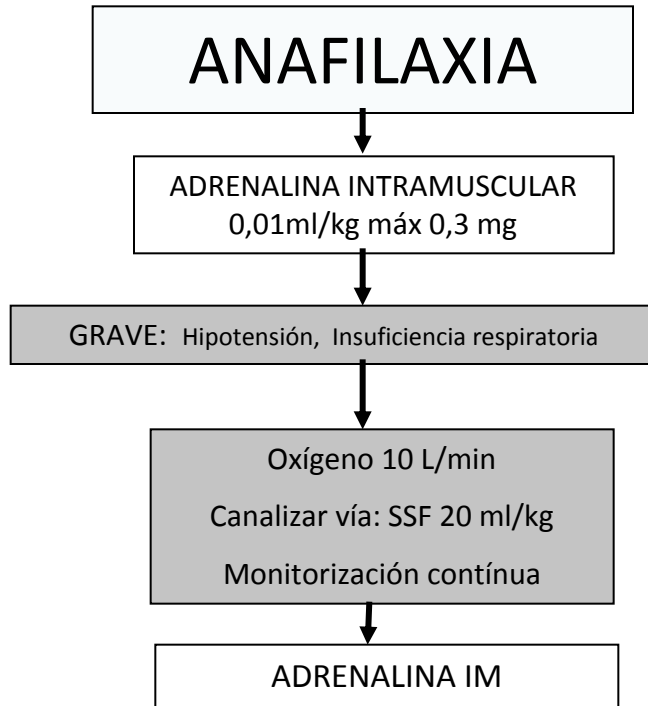 ANAFILAXIA
ADRENALINA INTRAMUSCULAR
0,01ml/kg máx 0,3 mg
GRAVE: Hipotensión, Insuficiencia respiratoria
Oxígeno 10 L/min
Canalizar vía: SSF 20 ml/kg
Monitorización contínua
ADRENALINA IM